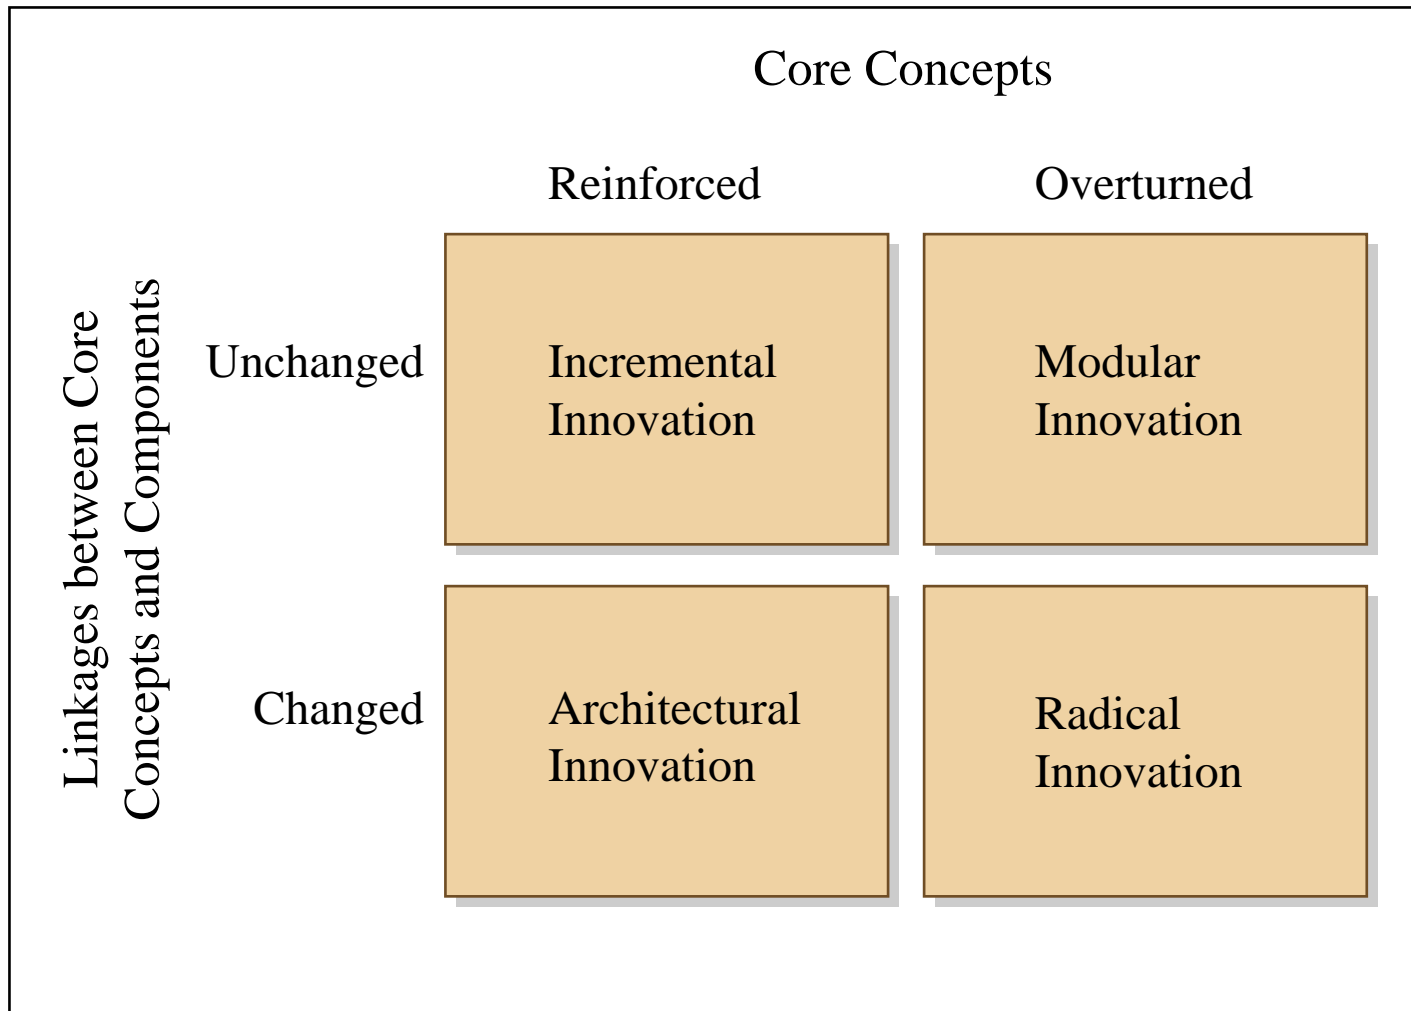 Core Concepts
Reinforced
Overturned
Linkages between Core
Concepts and Components
Unchanged
Incremental
Innovation
Modular
Innovation
Changed
Architectural
Innovation
Radical
Innovation